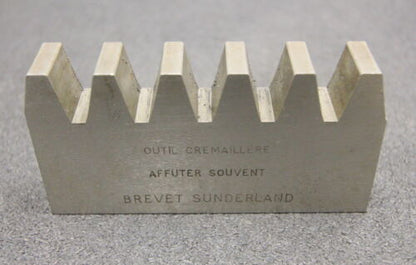 OUTIL CREMAILLERE
AFFUTER SOUVENT
BREVET SUNDERLAND